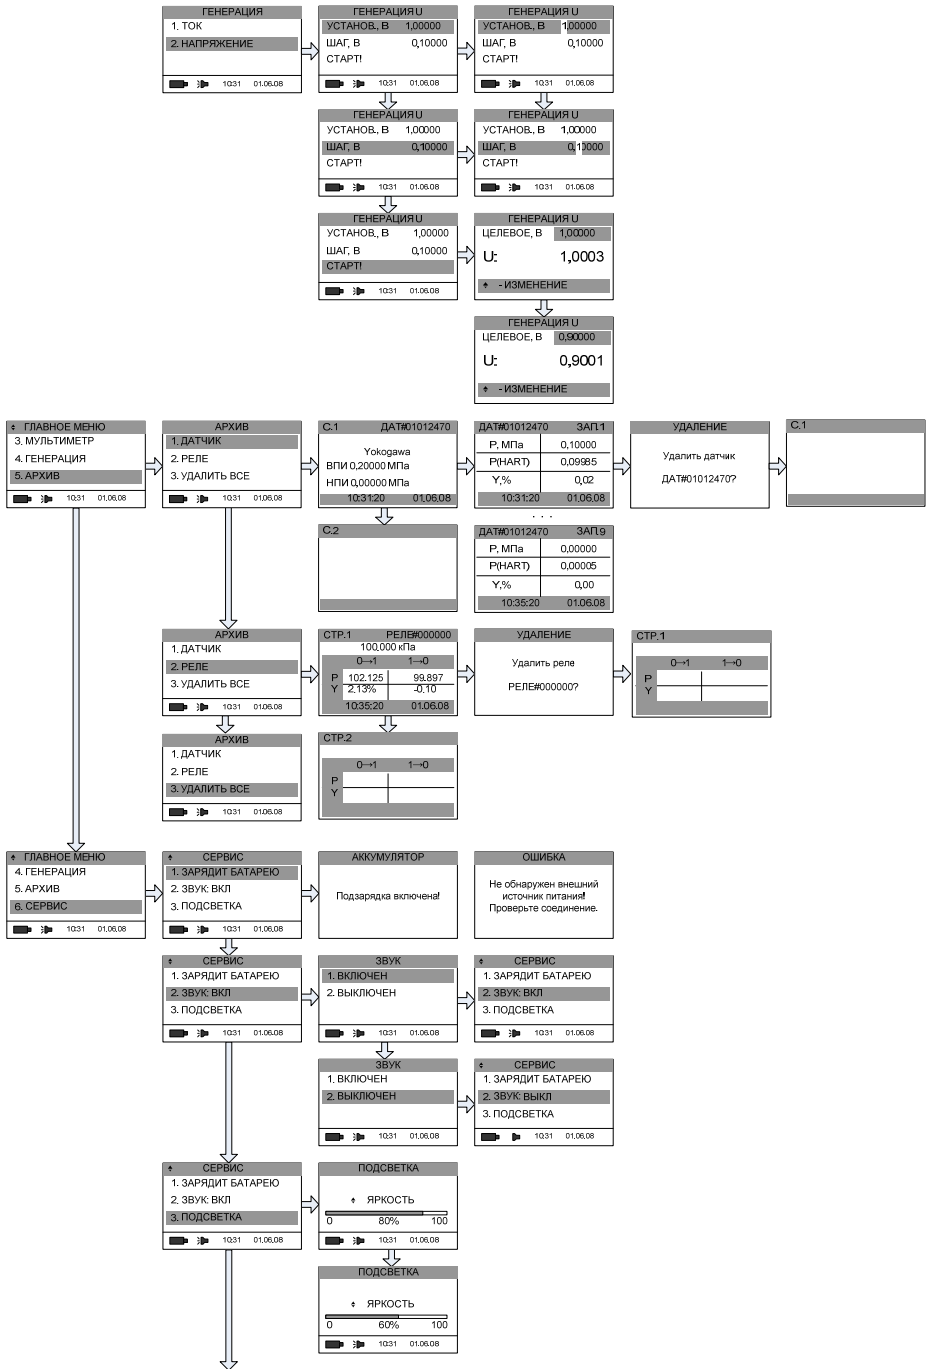 ГЕНЕРАЦИЯ
1. ТОК
2. НАПРЯЖЕНИЕ
10:31 01.06.08
ГЕНЕРАЦИЯ U
УСТАНОВ., В 1,00000
ШАГ, В 0,10000
СТАРТ!
10:31 01.06.08
ГЕНЕРАЦИЯ U
УСТАНОВ., В 1,00000
ШАГ, В 0,10000
СТАРТ!
10:31 01.06.08
ГЕНЕРАЦИЯ U
УСТАНОВ., В 1,00000
ШАГ, В 0,10000
СТАРТ!
10:31 01.06.08
ГЕНЕРАЦИЯ U
УСТАНОВ., В 1,00000
ШАГ, В 0,10000
СТАРТ!
10:31 01.06.08
ГЕНЕРАЦИЯ U
УСТАНОВ., В 1,00000
ШАГ, В 0,10000
СТАРТ!
10:31 01.06.08
ГЕНЕРАЦИЯ U
ЦЕЛЕВОЕ, В 1,00000
U: 1,0003
- ИЗМЕНЕНИЕ
ГЕНЕРАЦИЯ U
ЦЕЛЕВОЕ, В 0,90000
U: 0,9001
- ИЗМЕНЕНИЕ
ГЛАВНОЕ МЕНЮ
3. МУЛЬТИМЕТР
4. ГЕНЕРАЦИЯ
5. АРХИВ
10:31 01.06.08
АРХИВ
1. ДАТЧИК
2. РЕЛЕ
3. УДАЛИТЬ ВСЕ
10:31 01.06.08
С.1 ДАТ#01012470
Yokogawa
ВПИ 0,20000 МПа
НПИ 0,00000 МПа
10:31:20 01.06.08
ДАТ#01012470 ЗАП.1
P, МПа 0,10000
P(HART) 0,09985
Y,% 0,02
10:31:20 01.06.08
УДАЛЕНИЕ
Удалить датчик
ДАТ#01012470?
С.1
. . .
С.2
ДАТ#01012470 ЗАП.9
P, МПа 0,00000
P(HART) 0,00005
Y,% 0,00
10:35:20 01.06.08
АРХИВ
1. ДАТЧИК
2. РЕЛЕ
3. УДАЛИТЬ ВСЕ
10:31 01.06.08
СТР.1 РЕЛЕ#000000
100,000 кПа
0→1 1→0
P 102.125 99.897
Y 2.13% -0.10
10:35:20 01.06.08
УДАЛЕНИЕ
Удалить реле
РЕЛЕ#000000?
СТР.1
0→1 1→0
P
Y
АРХИВ
1. ДАТЧИК
2. РЕЛЕ
3. УДАЛИТЬ ВСЕ
10:31 01.06.08
СТР.2
0→1 1→0
P
Y
ГЛАВНОЕ МЕНЮ
4. ГЕНЕРАЦИЯ
5. АРХИВ
6. СЕРВИС
10:31 01.06.08
СЕРВИС
1. ЗАРЯДИТ БАТАРЕЮ
2. ЗВУК: ВКЛ
3. ПОДСВЕТКА
10:31 01.06.08
АККУМУЛЯТОР
Подзарядка включена!
ОШИБКА
Не обнаружен внешний
источник питания!
Проверьте соединение.
СЕРВИС
1. ЗАРЯДИТ БАТАРЕЮ
2. ЗВУК: ВКЛ
3. ПОДСВЕТКА
10:31 01.06.08
ЗВУК
1. ВКЛЮЧЕН
2. ВЫКЛЮЧЕН
10:31 01.06.08
СЕРВИС
1. ЗАРЯДИТ БАТАРЕЮ
2. ЗВУК: ВКЛ
3. ПОДСВЕТКА
10:31 01.06.08
ЗВУК
1. ВКЛЮЧЕН
2. ВЫКЛЮЧЕН
10:31 01.06.08
СЕРВИС
1. ЗАРЯДИТ БАТАРЕЮ
2. ЗВУК: ВЫКЛ
3. ПОДСВЕТКА
10:31 01.06.08
СЕРВИС
1. ЗАРЯДИТ БАТАРЕЮ
2. ЗВУК: ВКЛ
3. ПОДСВЕТКА
10:31 01.06.08
ПОДСВЕТКА
ЯРКОСТЬ
0 80% 100
10:31 01.06.08
ПОДСВЕТКА
ЯРКОСТЬ
0 60% 100
10:31 01.06.08